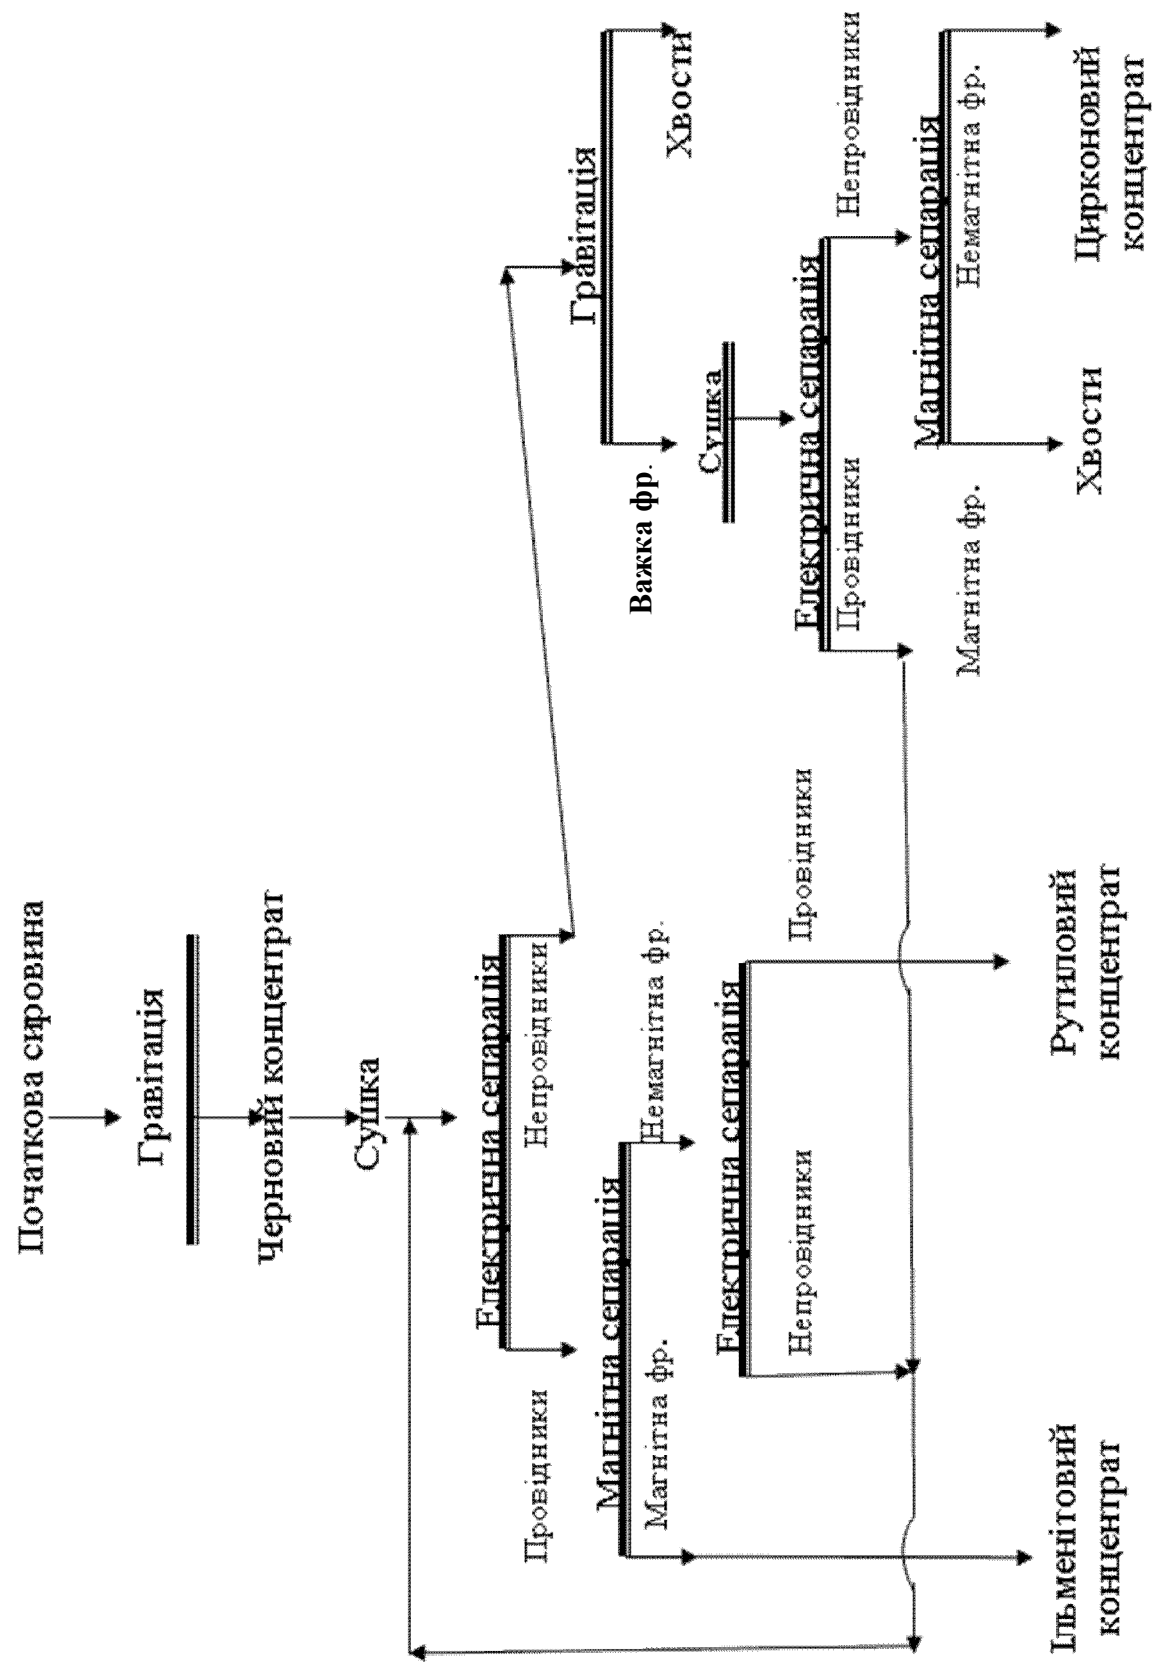 Початкова сировина
Гравітація
Черновий концентрат
Сушка
Електрична сепарація
Провідники
Непровідники
Магнітна сепарація
Магнітна фр.
Немагнітна фр.
Електрична сепарація
Непровідники
Провідники
Ільменітовий
концентрат
Рутиловий
концентрат
Гравітація
Важка фр.
Хвости
Сушка
Електрична сепарація
Провідники
Непровідники
Магнітна сепарація
Магнітна фр.
Немагнітна фр.
Хвости
Цирконовий
концентрат